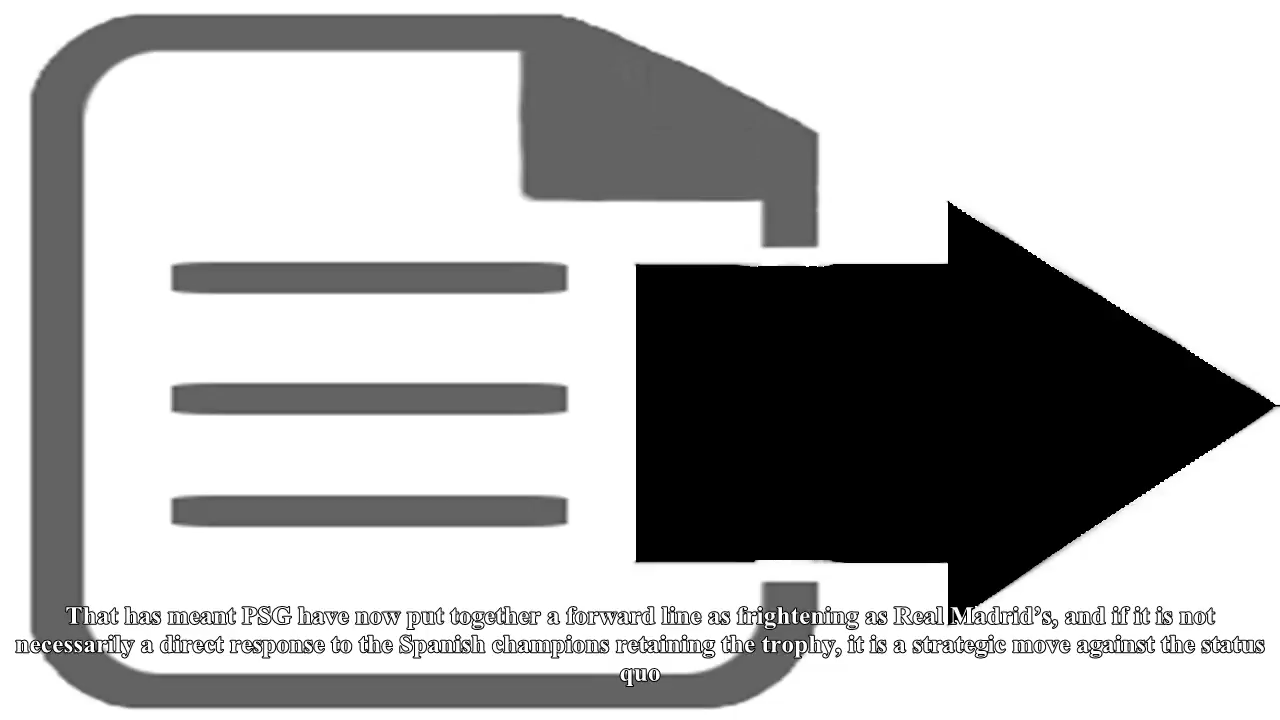 That has meant PSG have now put together a forward line as frightening as Real Madrid’s, and if it is not
necessarily a direct response to the Spanish champions retaining the trophy, it is a strategic move against the status
quo